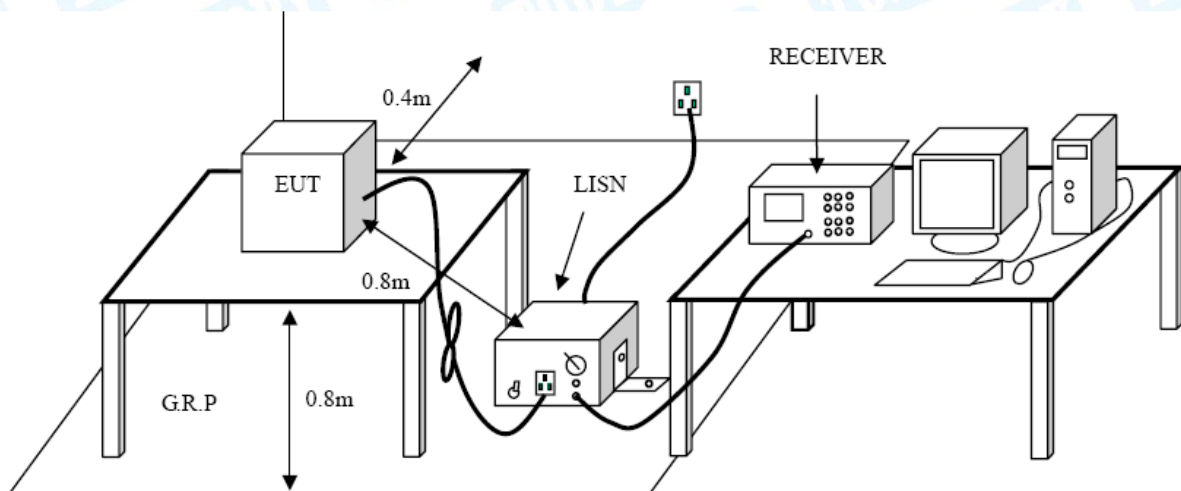 RECEIVER
0.4m
EUT
LISN
0.8m
G.R.P
0.8m